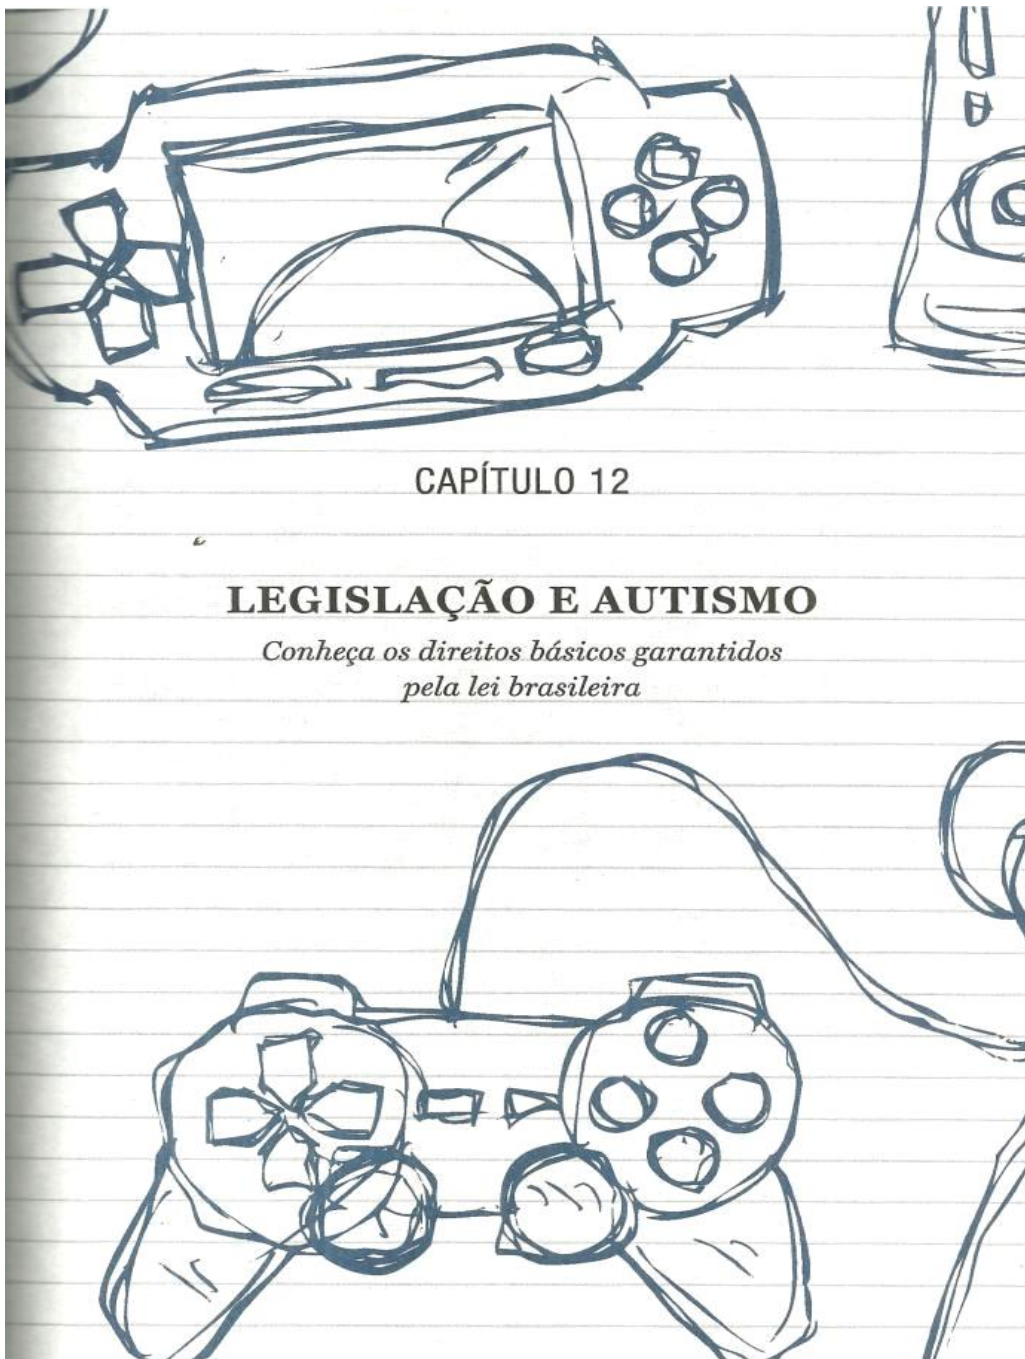 CAPÍTULO 12
LEGISLAÇÃO E AUTISMO
Conheça os direitos básicos garantidos
pela lei brasileira